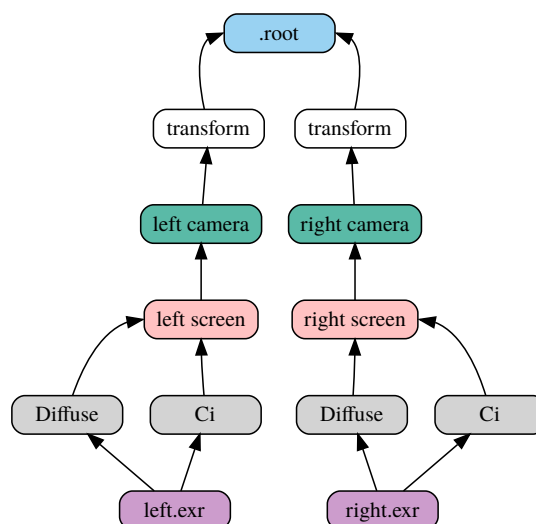 .root
transform
transform
left camera
right camera
left screen
right screen
Diffuse
Ci
Diffuse
Ci
left.exr
right.exr